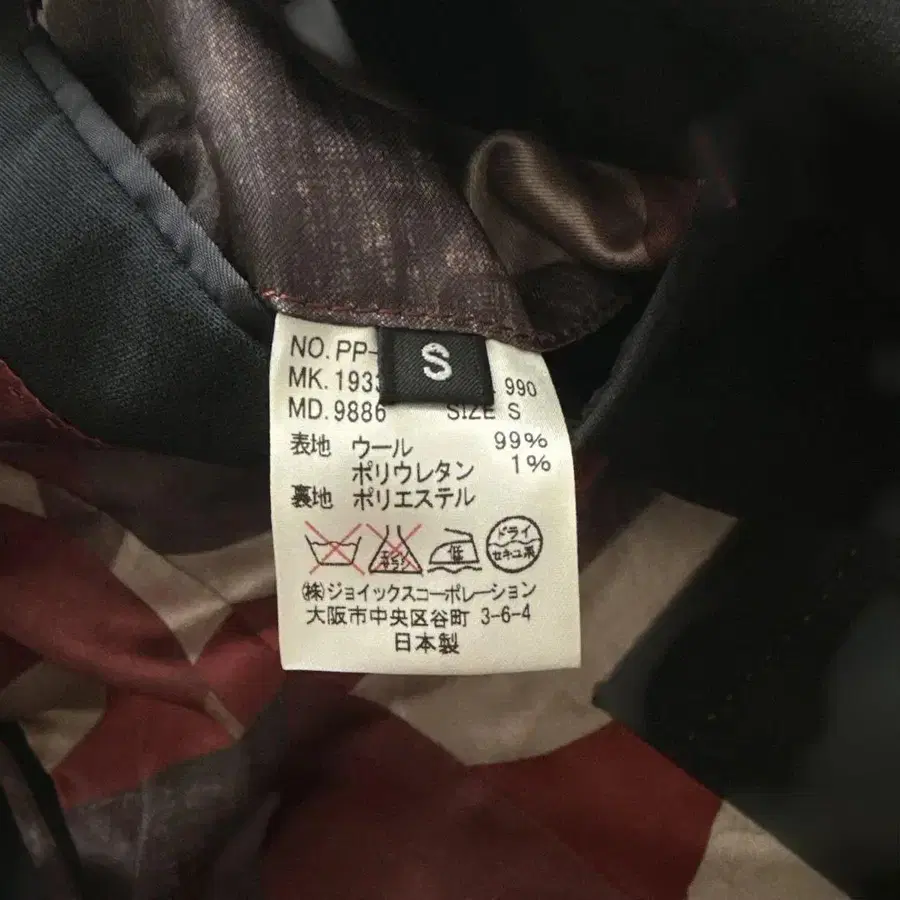 S
NO. PP-
MK. 193
990
MD. 9886 SIZE S
表地 ウール 99%
ポリウレタン 1%
裏地 ポリエステル
低
ドライ
セキユ系
㈱ジョイックスコーポレーション
大阪市中央区谷町 3-6-4
日本製